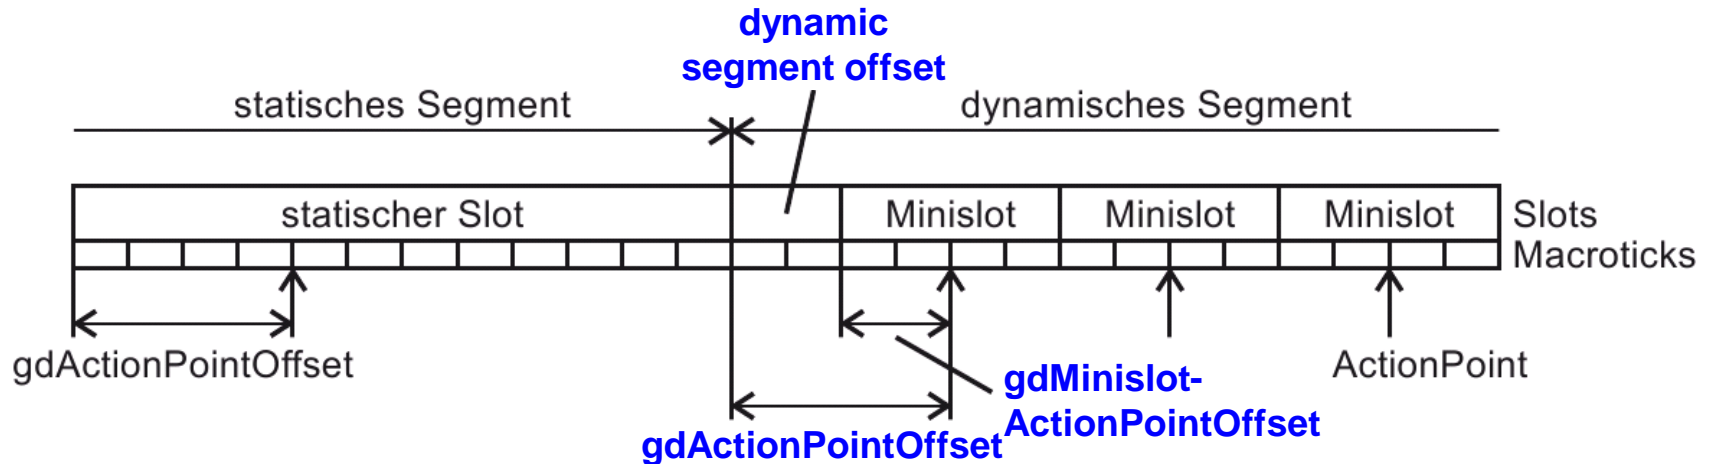 dynamic
segment offset
statisches Segment
dynamisches Segment
statischer Slot
Minislot
Minislot
Minislot
Slots
Macroticks
gdActionPointOffset
ActionPoint
gdMinislot-
ActionPointOffset
gdActionPointOffset